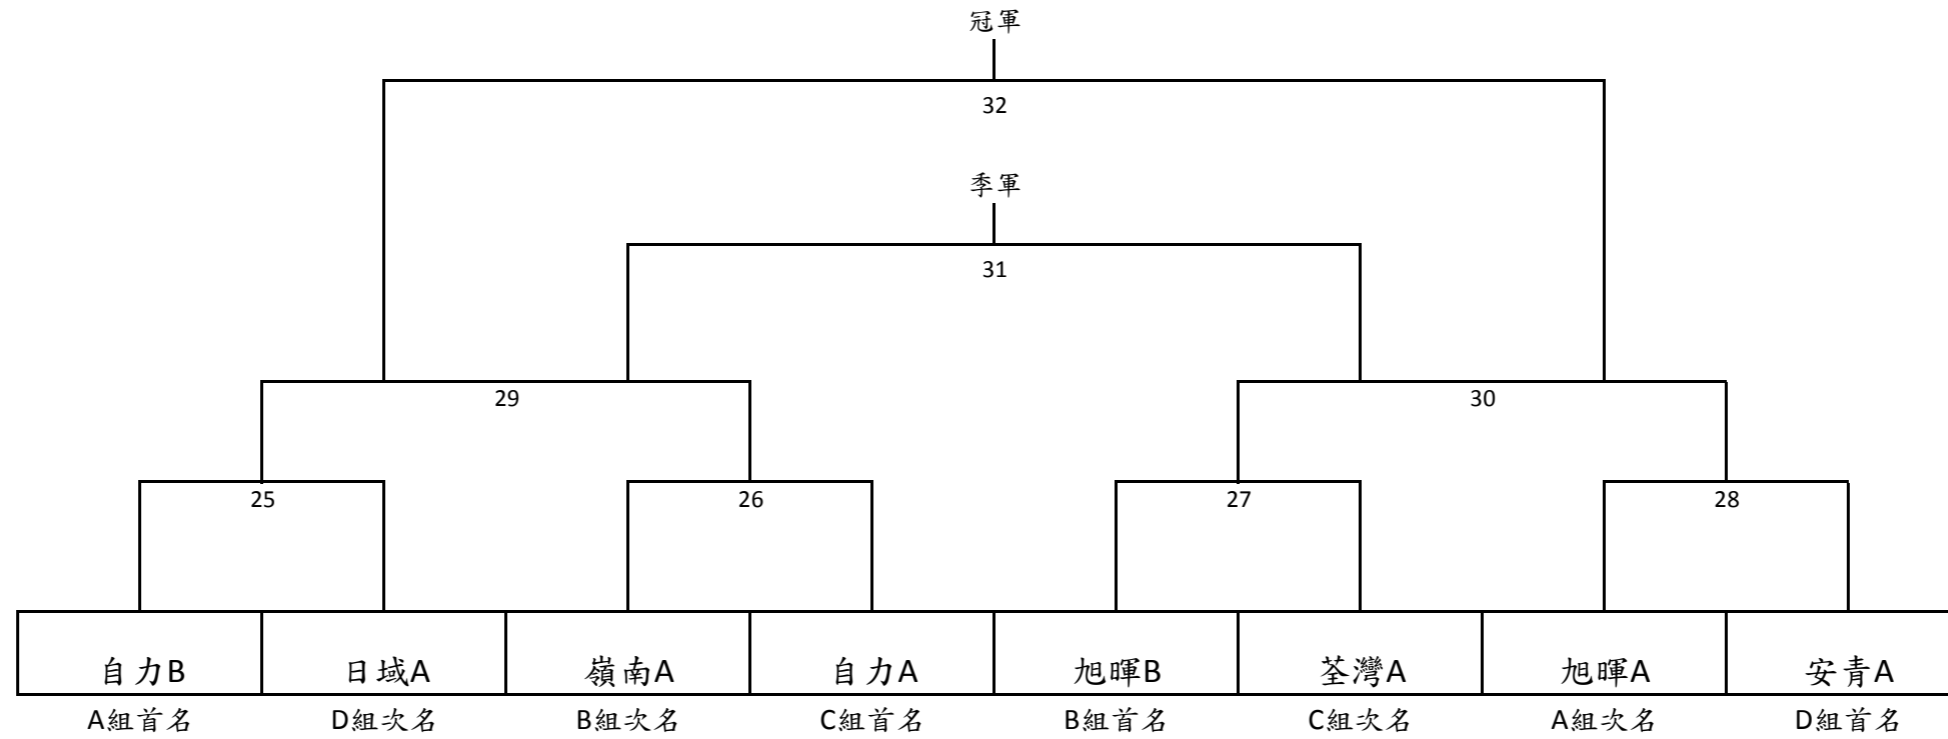 冠軍
32
季軍
31
29 30
25 26 27 28
自力B 日域A 嶺南A 自力A 旭暉B 荃灣A 旭暉A 安青A
A組首名 D組次名 B組次名 C組首名 B組首名 C組次名 A組次名 D組首名